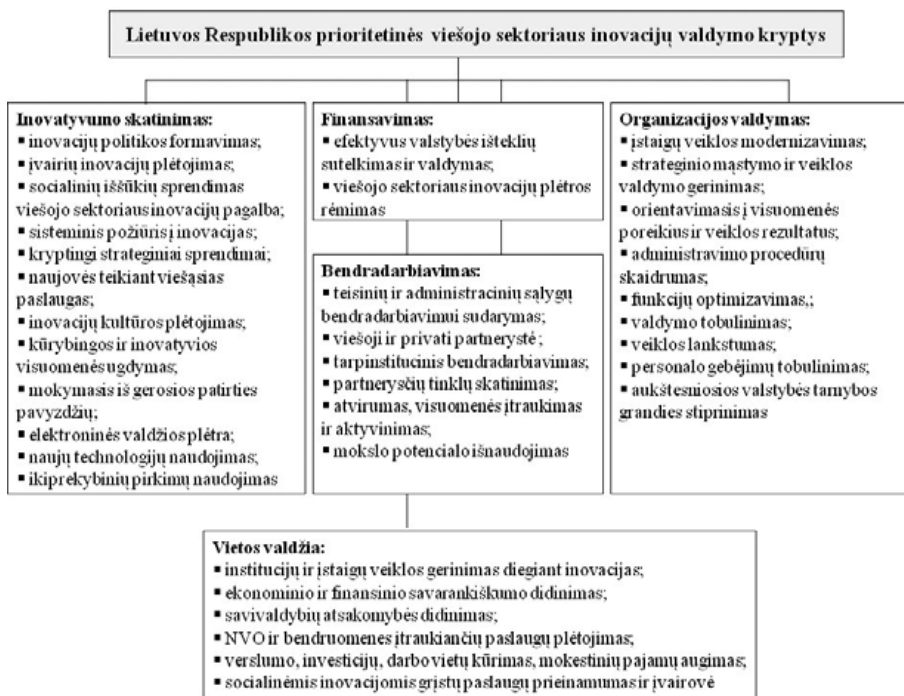 Lietuvos Respublikos prioritetinės viešojo sektoriaus inovacijų valdymo kryptys
Inovatyvumo skatinimas:
▪ inovacijų politikos formavimas;
▪ įvairių inovacijų plėtojimas;
▪ socialinių iššūkių sprendimas
viešojo sektoriaus inovacijų pagalba;
▪ sisteminis požiūris į inovacijas;
▪ kryptingi strateginiai sprendimai;
▪ naujovės teikiant viešąsias
paslaugas;
▪ inovacijų kultūros plėtojimas;
▪ kūrybingos ir inovatyvios
visuomenės ugdymas;
▪ mokymasis iš gerosios patirties
pavyzdžių;
▪ elektroninės valdžios plėtra;
▪ naujų technologijų naudojimas;
▪ ikiprekybinių pirkimų naudojimas
Finansavimas:
▪ efektyvus valstybės išteklių
sutelkimas ir valdymas;
▪ viešojo sektoriaus inovacijų plėtros
rėmimas
Bendradarbiavimas:
▪ teisinių ir administracinių sąlygų
bendradarbiavimui sudarymas;
▪ viešoji ir privati partnerystė ;
▪ tarpinstitucinis bendradarbiavimas;
▪ partnerysčių tinklų skatinimas;
▪ atvirumas, visuomenės įtraukimas
ir aktyvinimas;
▪ mokslo potencialo išnaudojimas
Organizacijos valdymas:
▪ įstaigų veiklos modernizavimas;
▪ strateginio mąstymo ir veiklos
valdymo gerinimas;
▪ orientavimasis į visuomenės
poreikius ir veiklos rezultatus;
▪ administravimo procedūrų
skaidrumas;
▪ funkcijų optimizavimas,;
▪ valdymo tobulinimas;
▪ veiklos lankstumas;
▪ personalo gebėjimų tobulinimas;
▪ aukštesniosios valstybės tarnybos
grandies stiprinimas
Vietos valdžia:
▪ institucijų ir įstaigų veiklos gerinimas diegiant inovacijas;
▪ ekonominio ir finansinio savarankiškumo didinimas;
▪ savivaldybių atsakomybės didinimas;
▪ NVO ir bendruomenes įtraukiančių paslaugų plėtojimas;
▪ verslumo, investicijų, darbo vietų kūrimas, mokestinių pajamų augimas;
▪ socialinėmis inovacijomis grįstų paslaugų prieinamumas ir įvairovė